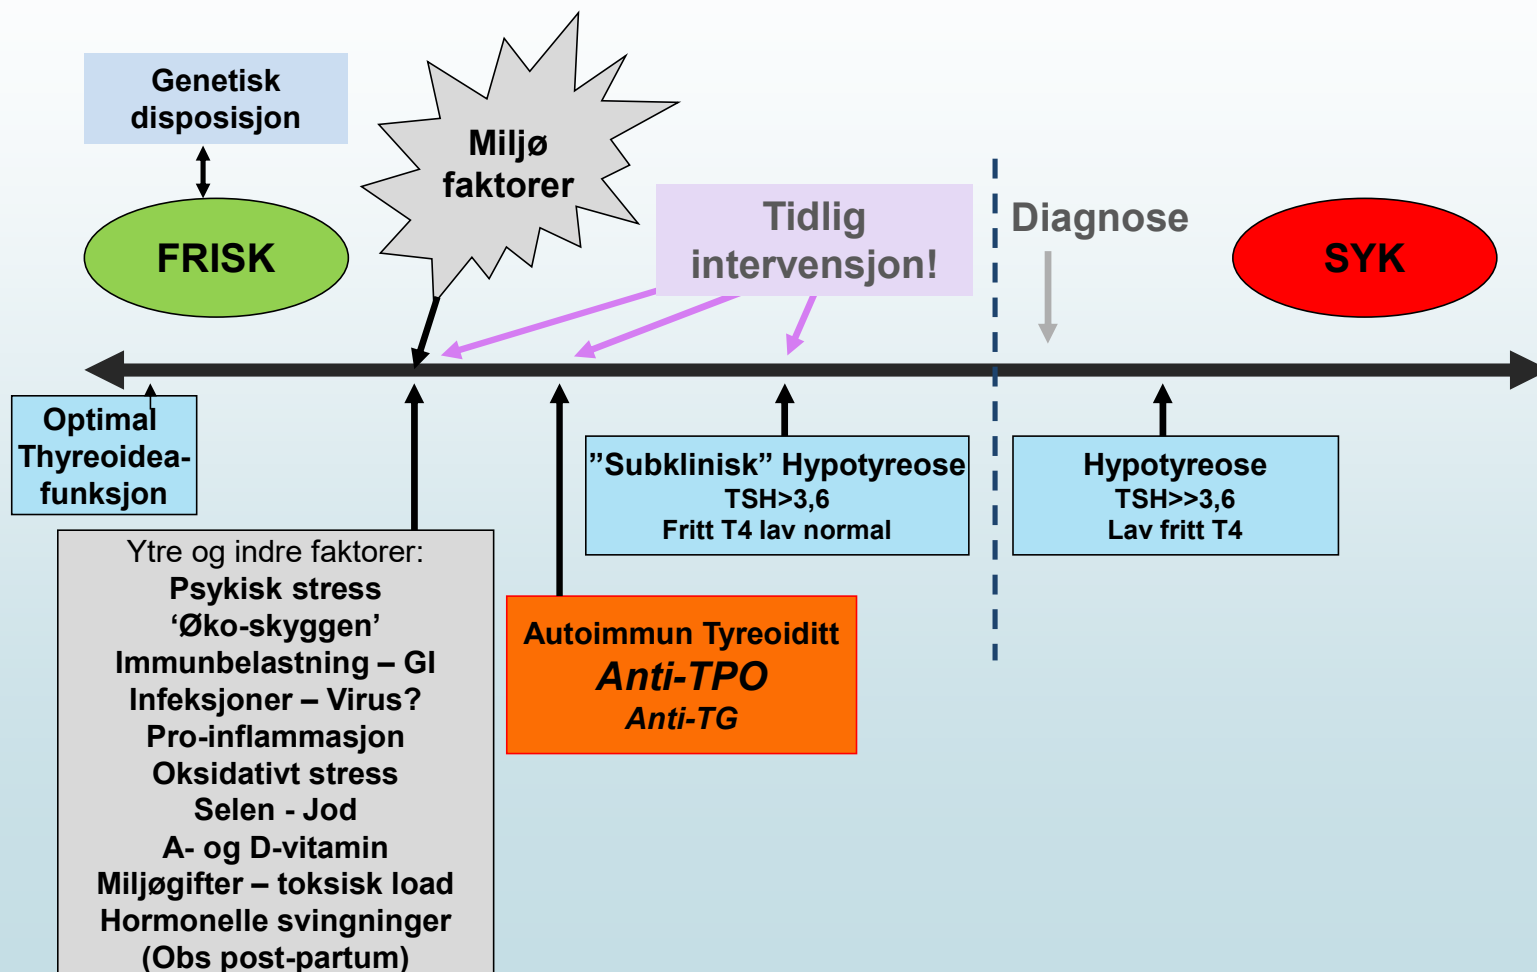 Genetisk
disposisjon
Miljø
faktorer
FRISK
Tidlig
intervensjon!
Diagnose
SYK
Optimal
Thyreoidea-
funksjon
”Subklinisk” Hypotyreose
TSH>3,6
Fritt T4 lav normal
Hypotyreose
TSH>>3,6
Lav fritt T4
Ytre og indre faktorer:
Psykisk stress
‘Øko-skyggen’
Immunbelastning – GI
Infeksjoner – Virus?
Pro-inflammasjon
Oksidativt stress
Selen - Jod
A- og D-vitamin
Miljøgifter – toksisk load
Hormonelle svingninger
(Obs post-partum)
Autoimmun Tyreoiditt
Anti-TPO
Anti-TG